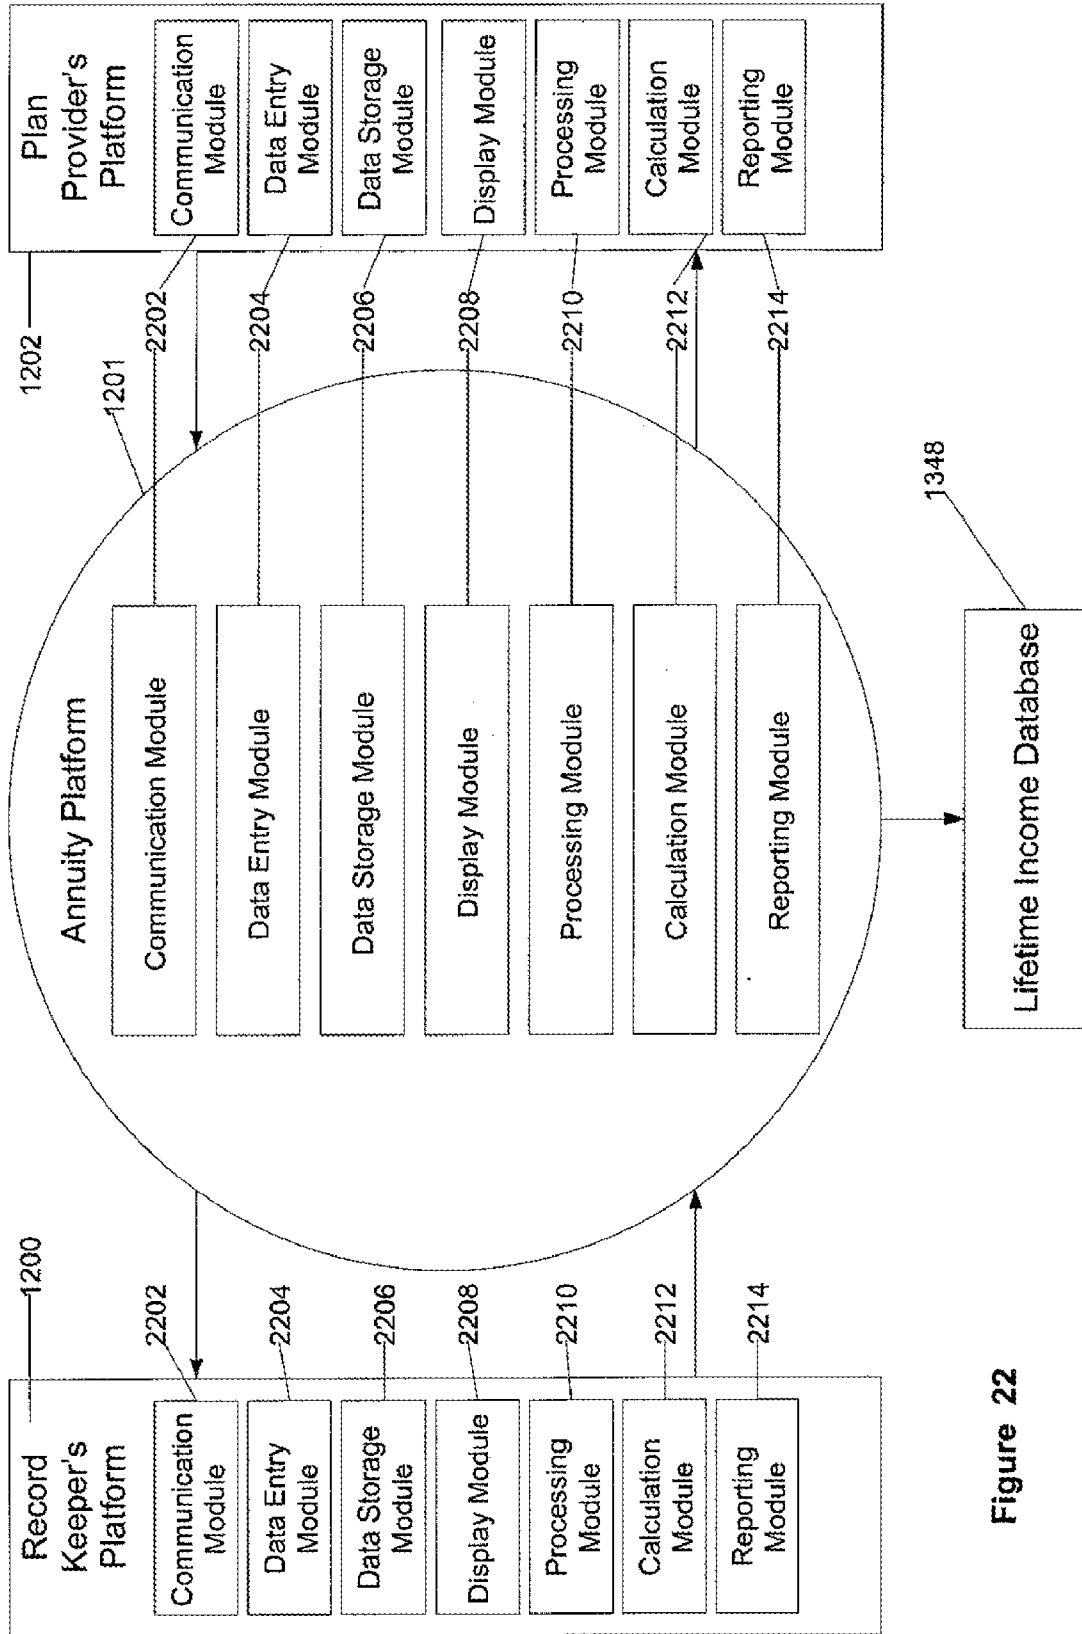 Record
Keeper's
Platform
1200
Communication
Module
Data Entry
Module
Data Storage
Module
Display Module
Processing
Module
Calculation
Module
Reporting
Module
2202
2204
2206
2208
2210
2212
2214
Annuity Platform
1201
Communication Module
Data Entry Module
Data Storage Module
Display Module
Processing Module
Calculation Module
Reporting Module
2202
2204
2206
2208
2210
2212
2214
Plan
Provider's
Platform
1202
Communication
Module
Data Entry
Module
Data Storage
Module
Display Module
Processing
Module
Calculation
Module
Reporting
Module
Lifetime Income Database
1348
Figure 22